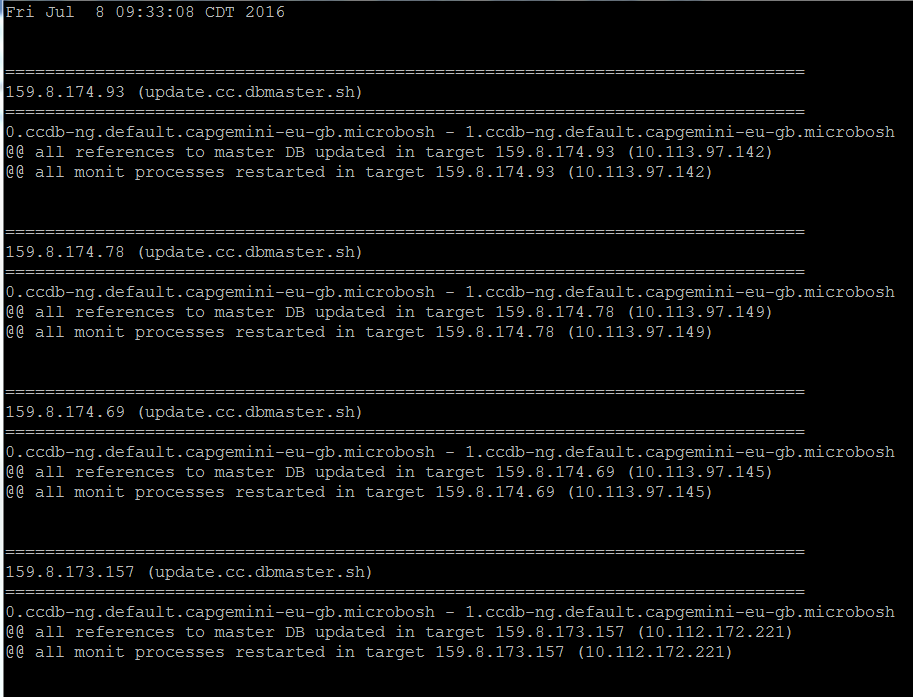 Fri Jul  8 09:33:08 CDT 2016
================================================================================
159.8.174.93 (update.cc.dbmaster.sh)
================================================================================
0.ccdb-ng.default.capgemini-eu-gb.microbosh - 1.ccdb-ng.default.capgemini-eu-gb.microbosh
@@ all references to master DB updated in target 159.8.174.93 (10.113.97.142)
@@ all monit processes restarted in target 159.8.174.93 (10.113.97.142)
================================================================================
159.8.174.78 (update.cc.dbmaster.sh)
================================================================================
0.ccdb-ng.default.capgemini-eu-gb.microbosh - 1.ccdb-ng.default.capgemini-eu-gb.microbosh
@@ all references to master DB updated in target 159.8.174.78 (10.113.97.149)
@@ all monit processes restarted in target 159.8.174.78 (10.113.97.149)
================================================================================
159.8.174.69 (update.cc.dbmaster.sh)
================================================================================
0.ccdb-ng.default.capgemini-eu-gb.microbosh - 1.ccdb-ng.default.capgemini-eu-gb.microbosh
@@ all references to master DB updated in target 159.8.174.69 (10.113.97.145)
@@ all monit processes restarted in target 159.8.174.69 (10.113.97.145)
================================================================================
159.8.173.157 (update.cc.dbmaster.sh)
================================================================================
0.ccdb-ng.default.capgemini-eu-gb.microbosh - 1.ccdb-ng.default.capgemini-eu-gb.microbosh
@@ all references to master DB updated in target 159.8.173.157 (10.112.172.221)
@@ all monit processes restarted in target 159.8.173.157 (10.112.172.221)